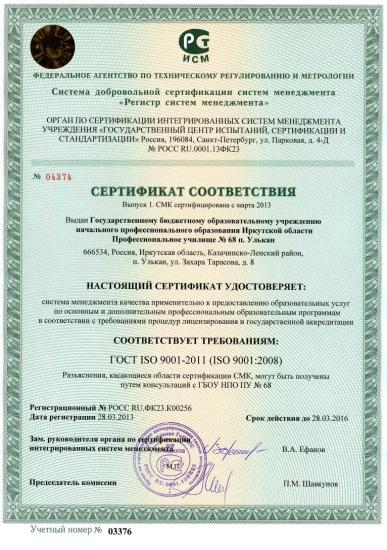 РСТ
ИСМ
ФЕДЕРАЛЬНОЕ АГЕНТСТВО ПО ТЕХНИЧЕСКОМУ РЕГУЛИРОВАНИЮ И МЕТРОЛОГИИ
Система добровольной сертификации систем менеджмента
«Регистр систем менеджмента»
ОРГАН ПО СЕРТИФИКАЦИИ ИНТЕГРИРОВАННЫХ СИСТЕМ МЕНЕДЖМЕНТА
УЧРЕЖДЕНИЯ «ГОСУДАРСТВЕННЫЙ ЦЕНТР ИСПЫТАНИЙ, СЕРТИФИКАЦИИ И
СТАНДАРТИЗАЦИИ» Россия, 196084, Санкт-Петербург, ул. Парковая, д. 4-Д
№ РОСС RU.0001.13ФК23
№ 04374
СЕРТИФИКАТ СООТВЕТСТВИЯ
Выпуск 1. СМК сертифицирована с марта 2013
Выдан Государственному бюджетному образовательному учреждению
начального профессионального образования Иркутской области
Профессиональное училище № 68 п. Улькан
666534, Россия, Иркутская область, Казачинско-Ленский район,
п. Улькан, ул. Захара Тарасова, д. 8
НАСТОЯЩИЙ СЕРТИФИКАТ УДОСТОВЕРЯЕТ:
система менеджмента качества применительно к предоставлению образовательных услуг
по основным и дополнительным профессиональным образовательным программам
в соответствии с требованиями процедур лицензирования и государственной аккредитации
СООТВЕТСТВУЕТ ТРЕБОВАНИЯМ:
ГОСТ ISO 9001-2011 (ISO 9001:2008)
Разъяснения, касающиеся области сертификации СМК, могут быть получены
путем консультаций с ГБОУ НПО ПУ № 68
Регистрационный № РОСС RU.ФК23.К00256
Дата регистрации 28.03.2013 Срок действия до 28.03.2016
Зам. руководителя органа по сертификации
интегрированных систем менеджмента В.А. Ефанов
М.П.
Председатель комиссии П.М. Шавкунов
Учетный номер № 03376